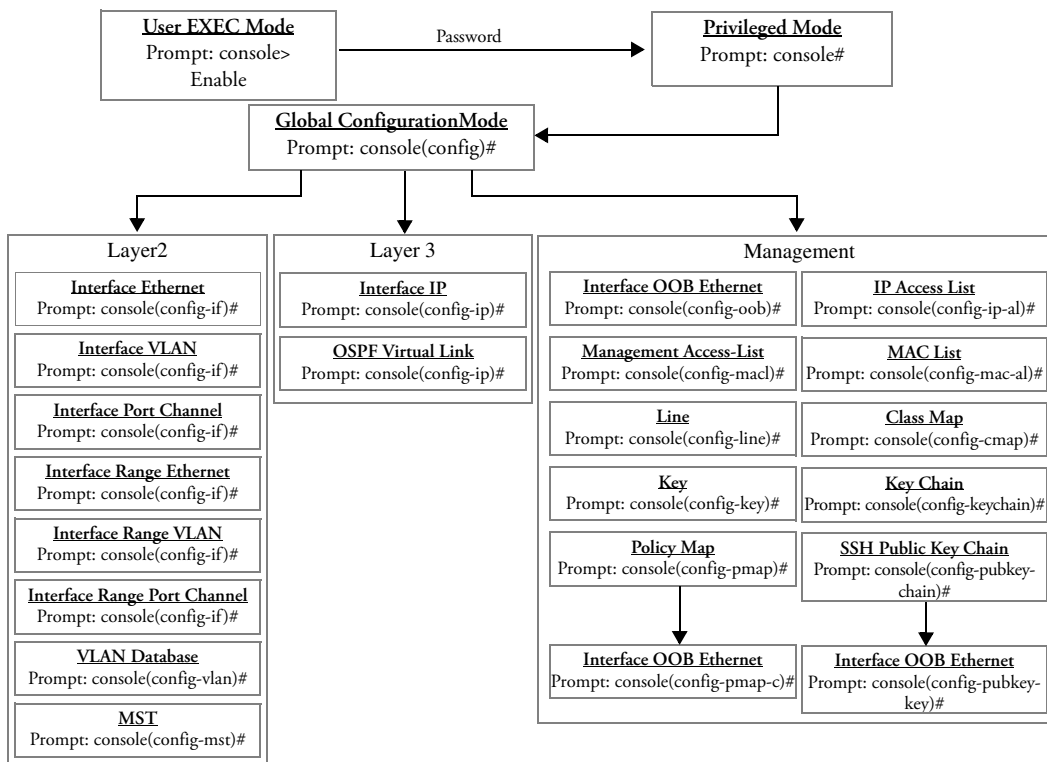 User EXEC Mode
Prompt: console>
Enable
Password
Privileged Mode
Prompt: console#
Global ConfigurationMode
Prompt: console(config)#
Layer2
Interface Ethernet
Prompt: console(config-if)#
Interface VLAN
Prompt: console(config-if)#
Interface Port Channel
Prompt: console(config-if)#
Interface Range Ethernet
Prompt: console(config-if)#
Interface Range VLAN
Prompt: console(config-if)#
Interface Range Port Channel
Prompt: console(config-if)#
VLAN Database
Prompt: console(config-vlan)#
MST
Prompt: console(config-mst)#
Layer 3
Interface IP
Prompt: console(config-ip)#
OSPF Virtual Link
Prompt: console(config-ip)#
Management
Interface OOB Ethernet
Prompt: console(config-oob)#
Management Access-List
Prompt: console(config-macl)#
Line
Prompt: console(config-line)#
Key
Prompt: console(config-key)#
Policy Map
Prompt: console(config-pmap)#
Interface OOB Ethernet
Prompt: console(config-pmap-c)#
IP Access List
Prompt: console(config-ip-al)#
MAC List
Prompt: console(config-mac-al)#
Class Map
Prompt: console(config-cmap)#
Key Chain
Prompt: console(config-keychain)#
SSH Public Key Chain
Prompt: console(config-pubkey-
chain)#
Interface OOB Ethernet
Prompt: console(config-pubkey-
key)#